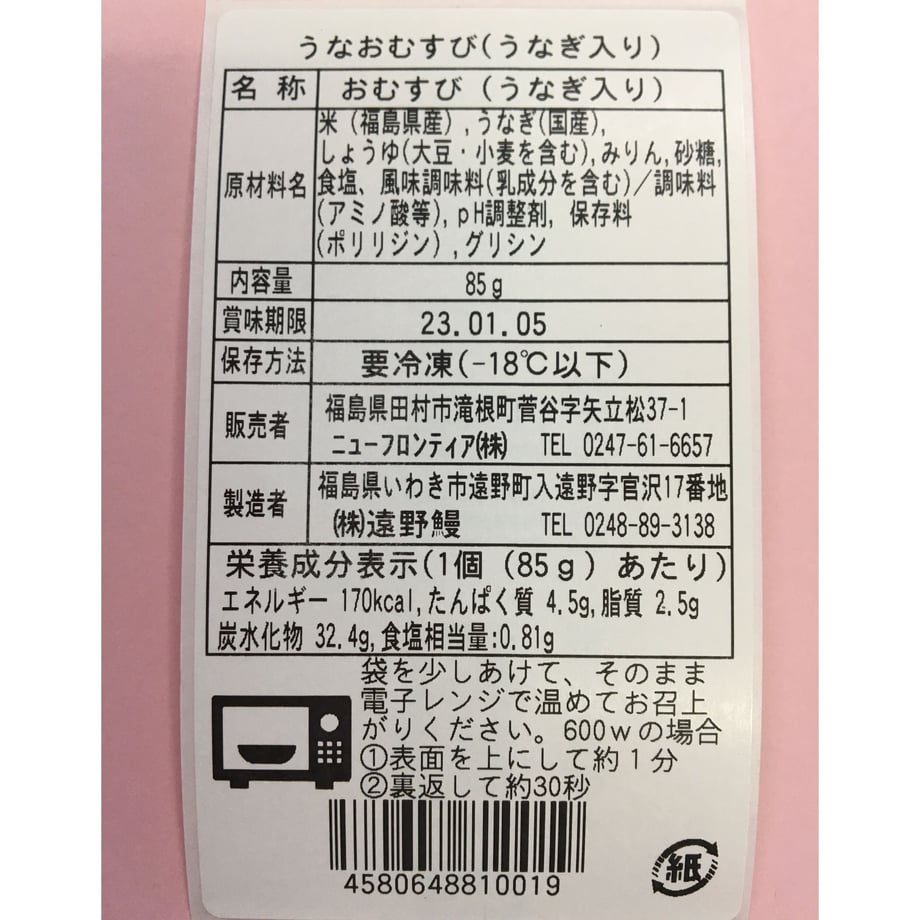 うなおむすび(うなぎ入り)
名 称 おむすび (うなぎ入り)
原材料名 米（福島県産）,うなぎ(国産),
しょうゆ(大豆・小麦を含む),みりん,砂糖,
食塩、風味調味料(乳成分を含む)／調味料
(アミノ酸等),pH調整剤, 保存料
(ポリリジン）,グリシン
内容量 85g
賞味期限 23.01.05
保存方法 要冷凍(-18℃以下)
販売者 福島県田村市滝根町菅谷字矢立松37-1
ニューフロンティア㈱ TEL 0247-61-6657
製造者 福島県いわき市遠野町入遠野字官沢17番地
㈱遠野鰻 TEL 0248-89-3138
栄養成分表示(1個（85g）あたり)
エネルギー 170kcal,たんぱく質 4.5g,脂質 2.5g
炭水化物 32.4g,食塩相当量:0.81g
袋を少しあけて、そのまま
電子レンジで温めてお召上
がりください。600wの場合
①表面を上にして約1分
②裏返して約30秒
4580648810019
紙